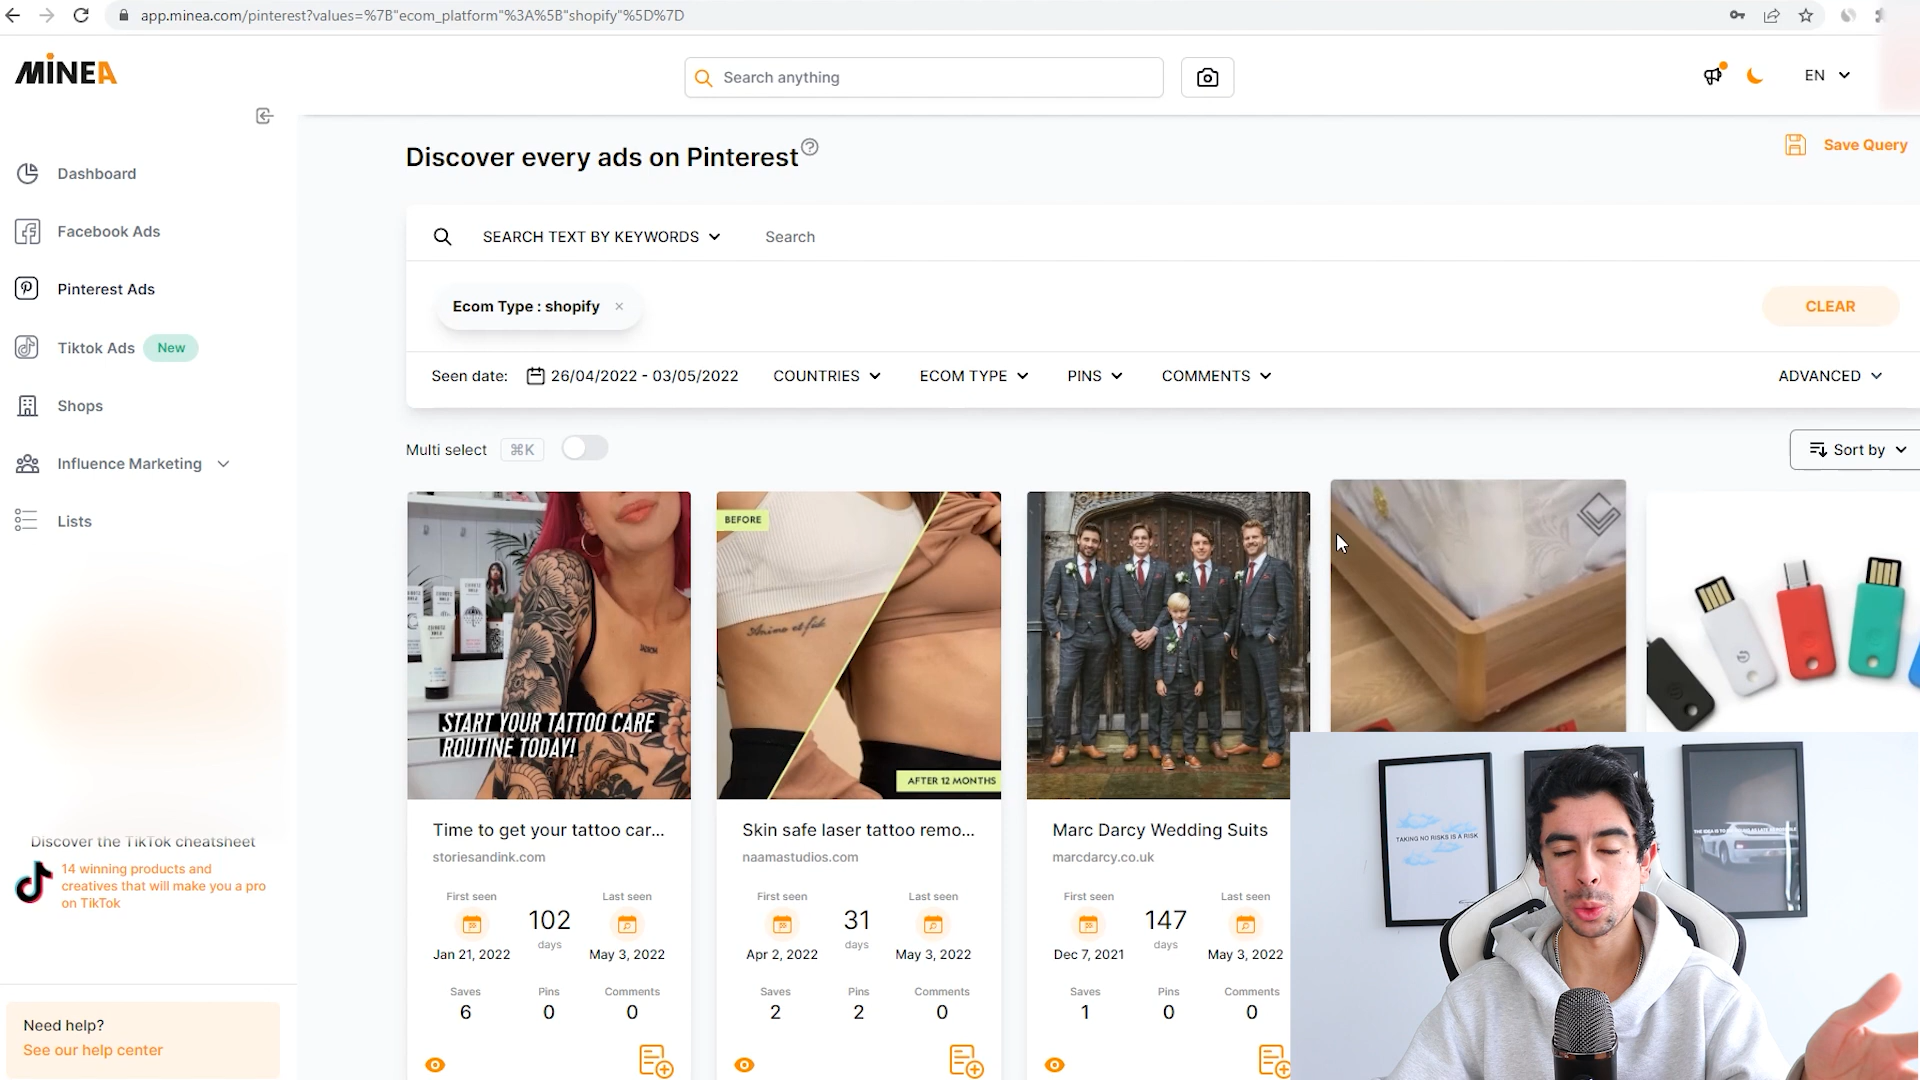 app.minea.com/pinterest?values=%7B"ecom_platform"%3A%5B"shopify"%5D%7D
MINEA
Search anything
EN
Discover every ads on Pinterest
Save Query
Dashboard
Facebook Ads
Pinterest Ads
Tiktok Ads New
Shops
Influence Marketing
Lists
SEARCH TEXT BY KEYWORDS Search
Ecom Type : shopify ×
CLEAR
Seen date: 26/04/2022 - 03/05/2022 COUNTRIES ECOM TYPE PINS COMMENTS ADVANCED
Multi select ⌘K
Sort by
START YOUR TATTOO CARE
ROUTINE TODAY!
BEFORE
AFTER 12 MONTHS
Time to get your tattoo car...
storiesandink.com
First seen Last seen
102
days
Jan 21, 2022 May 3, 2022
Saves Pins Comments
6 0 0
Skin safe laser tattoo remo...
naamastudios.com
First seen Last seen
31
days
Apr 2, 2022 May 3, 2022
Saves Pins Comments
2 2 0
Marc Darcy Wedding Suits
marcdarcy.co.uk
First seen Last seen
147
days
Dec 7, 2021 May 3, 2022
Saves Pins Comments
1 0 0
Discover the TikTok cheatsheet
14 winning products and
creatives that will make you a pro
on TikTok
Need help?
See our help center
TAKING NO RISKS IS A RISK